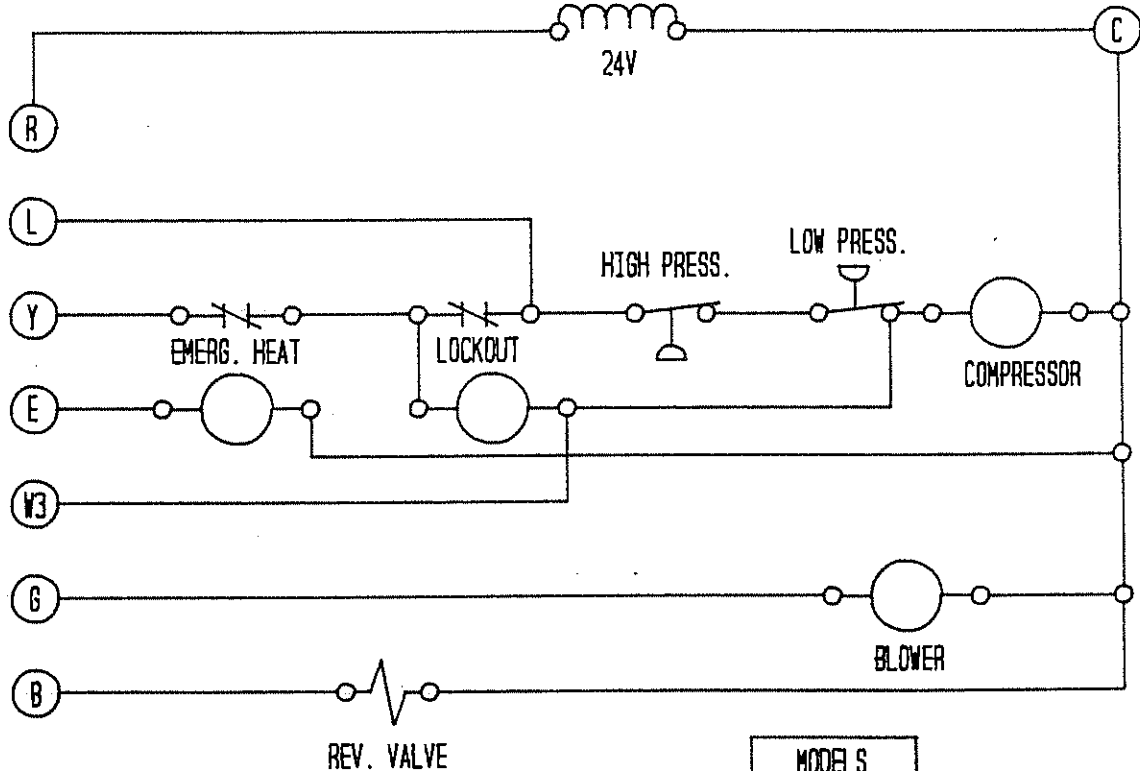 C
24V
R
L
LOW PRESS.
HIGH PRESS.
Y
EMERG. HEAT
LOCKOUT
COMPRESSOR
E
W3
G
BLOWER
B
REV. VALVE
MODELS